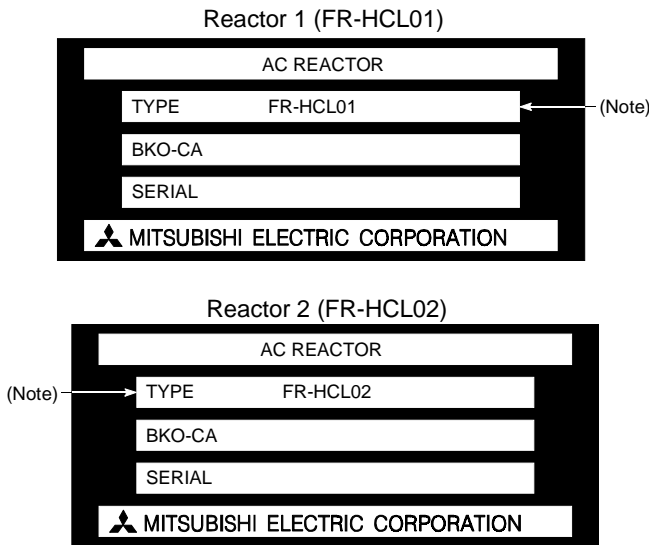 Reactor 1 (FR-HCL01)
AC REACTOR
TYPE FR-HCL01
(Note)
BKO-CA
SERIAL
MITSUBISHI ELECTRIC CORPORATION
Reactor 2 (FR-HCL02)
AC REACTOR
(Note)
TYPE FR-HCL02
BKO-CA
SERIAL
MITSUBISHI ELECTRIC CORPORATION